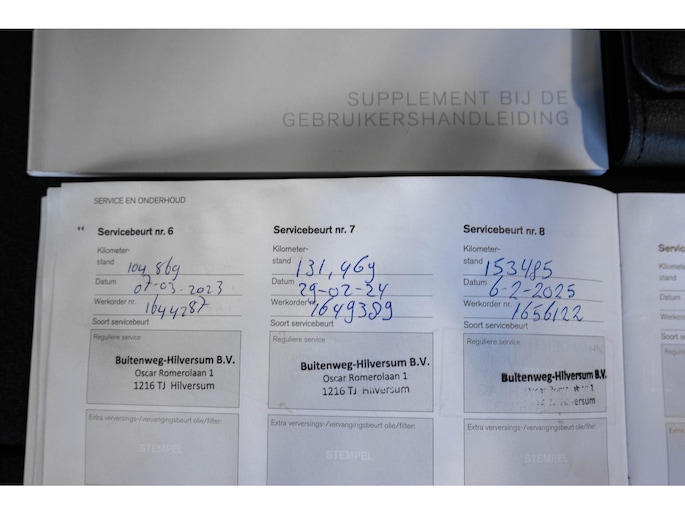 SUPPLEMENT BIJ DE
GEBRUIKERSHANDLEIDING
SERVICE EN ONDERHOUD
Servicebeurt nr. 6
Kilometer-
stand 104,869
Datum 07-03-2023
Werkorder nr. 1644287
Soort servicebeurt
Reguliere service
Buitenweg-Hilversum B.V.
Oscar Romerolaan 1
1216 TJ Hilversum
Extra verversings-/vervangingsbeurt olie/filter:
STEMPEL
Servicebeurt nr. 7
Kilometer-
stand 131,469
Datum 29-02-24
Werkorder nr. 1649389
Soort servicebeurt
Reguliere service
Buitenweg-Hilversum B.V.
Oscar Romerolaan 1
1216 TJ Hilversum
Extra verversings-/vervangingsbeurt olie/filter:
STEMPEL
Servicebeurt nr. 8
Kilometer-
stand 153485
Datum 6-2-2025
Werkorder nr. 1656122
Soort servicebeurt
Reguliere service
Buitenweg-Hilversum B.V.
Extra verversings-/vervangingsbeurt olie/filter:
STEMPEL